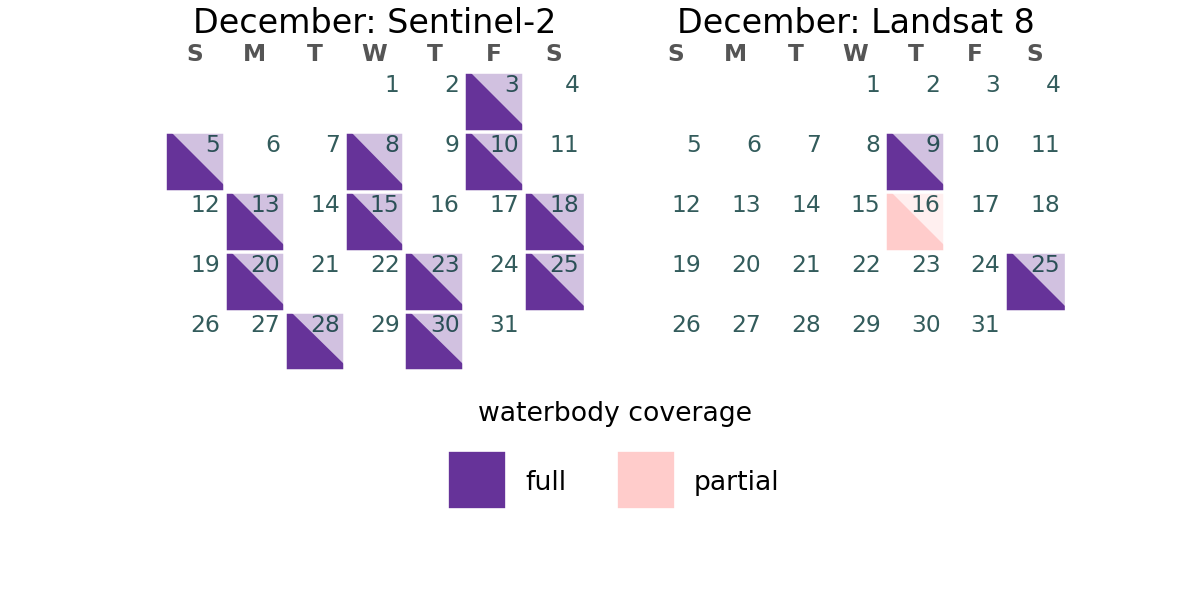 December: Sentinel-2
S M T W T F S
1 2 3 4
5 6 7 8 9 10 11
12 13 14 15 16 17 18
19 20 21 22 23 24 25
26 27 28 29 30 31
December: Landsat 8
S M T W T F S
1 2 3 4
5 6 7 8 9 10 11
12 13 14 15 16 17 18
19 20 21 22 23 24 25
26 27 28 29 30 31
waterbody coverage
full partial